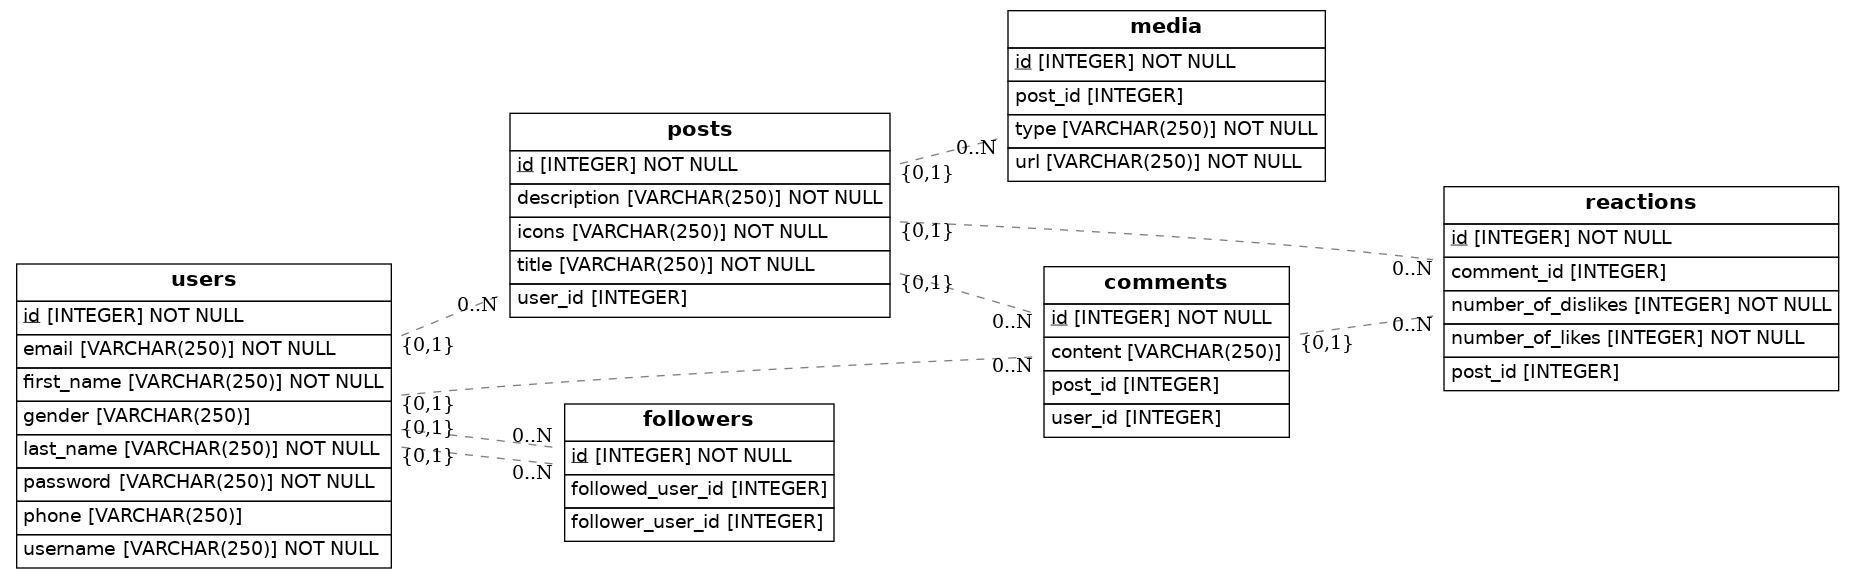 media
id [INTEGER] NOT NULL
post_id [INTEGER]
type [VARCHAR(250)] NOT NULL
url [VARCHAR(250)] NOT NULL
posts
id [INTEGER] NOT NULL
description [VARCHAR(250)] NOT NULL
icons [VARCHAR(250)] NOT NULL
title [VARCHAR(250)] NOT NULL
user_id [INTEGER]
0..N
{0,1}
{0,1}
0..N
{0,1}
0..N
reactions
id [INTEGER] NOT NULL
comment_id [INTEGER]
number_of_dislikes [INTEGER] NOT NULL
number_of_likes [INTEGER] NOT NULL
post_id [INTEGER]
comments
id [INTEGER] NOT NULL
content [VARCHAR(250)]
post_id [INTEGER]
user_id [INTEGER]
0..N
{0,1}
users
id [INTEGER] NOT NULL
email [VARCHAR(250)] NOT NULL
first_name [VARCHAR(250)] NOT NULL
gender [VARCHAR(250)]
last_name [VARCHAR(250)] NOT NULL
password [VARCHAR(250)] NOT NULL
phone [VARCHAR(250)]
username [VARCHAR(250)] NOT NULL
0..N
{0,1}
0..N
{0,1}
0..N
{0,1}
0..N
{0,1}
followers
id [INTEGER] NOT NULL
followed_user_id [INTEGER]
follower_user_id [INTEGER]